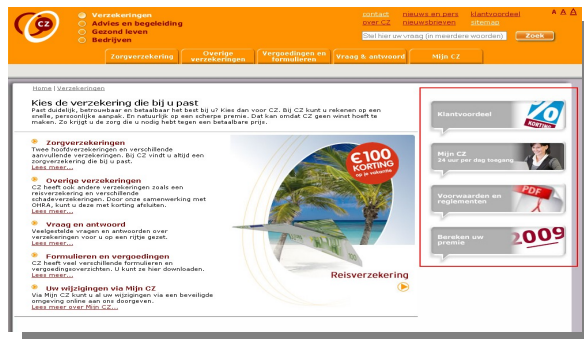 CZ
Verzekeringen
Advies en begeleiding
Gezond leven
Bedrijven
contact nieuws en pers klantvoordeel
over CZ nieuwsbrieven sitemap
A A A
Stel hier uw vraag (in meerdere woorden)
Zoek
Zorgverzekering
Overige verzekeringen
Vergoedingen en formulieren
Vraag & antwoord
Mijn CZ
Home | Verzekeringen
Kies de verzekering die bij u past
Past duidelijk, betrouwbaar en betaalbaar het best bij u? Kies dan voor CZ. Bij CZ kunt u rekenen op een
snelle, persoonlijke aanpak. En natuurlijk op een scherpe premie. Dat kan omdat CZ geen winst hoeft te
maken. Zo krijgt u de zorg die u nodig hebt tegen een betaalbare prijs.
Zorgverzekeringen
Twee hoofdverzekeringen en verschillende
aanvullende verzekeringen. Bij CZ vindt u altijd een
zorgverzekering die bij u past.
Lees meer...
Overige verzekeringen
CZ heeft ook andere verzekeringen zoals een
reisverzekering en verschillende
schadeverzekeringen. Door onze samenwerking met
OHRA, kunt u deze met korting afsluiten.
Lees meer...
Vraag en antwoord
Veelgestelde vragen en antwoorden over
verzekeringen voor u op een rijtje gezet.
Lees meer...
Formulieren en vergoedingen
CZ heeft veel verschillende formulieren en
vergoedingsoverzichten. U kunt ze hier downloaden.
Lees meer...
Uw wijzigingen via Mijn CZ
Via Mijn CZ kunt u al uw wijzigingen via een beveiligde
omgeving online aan ons doorgeven.
Lees meer over Mijn CZ...
€100
KORTING
op je vakantie
Reisverzekering
Klantvoordeel
%
KORTING
Mijn CZ
24 uur per dag toegang
Voorwaarden en
reglementen
PDF
Bereken uw
premie
2009